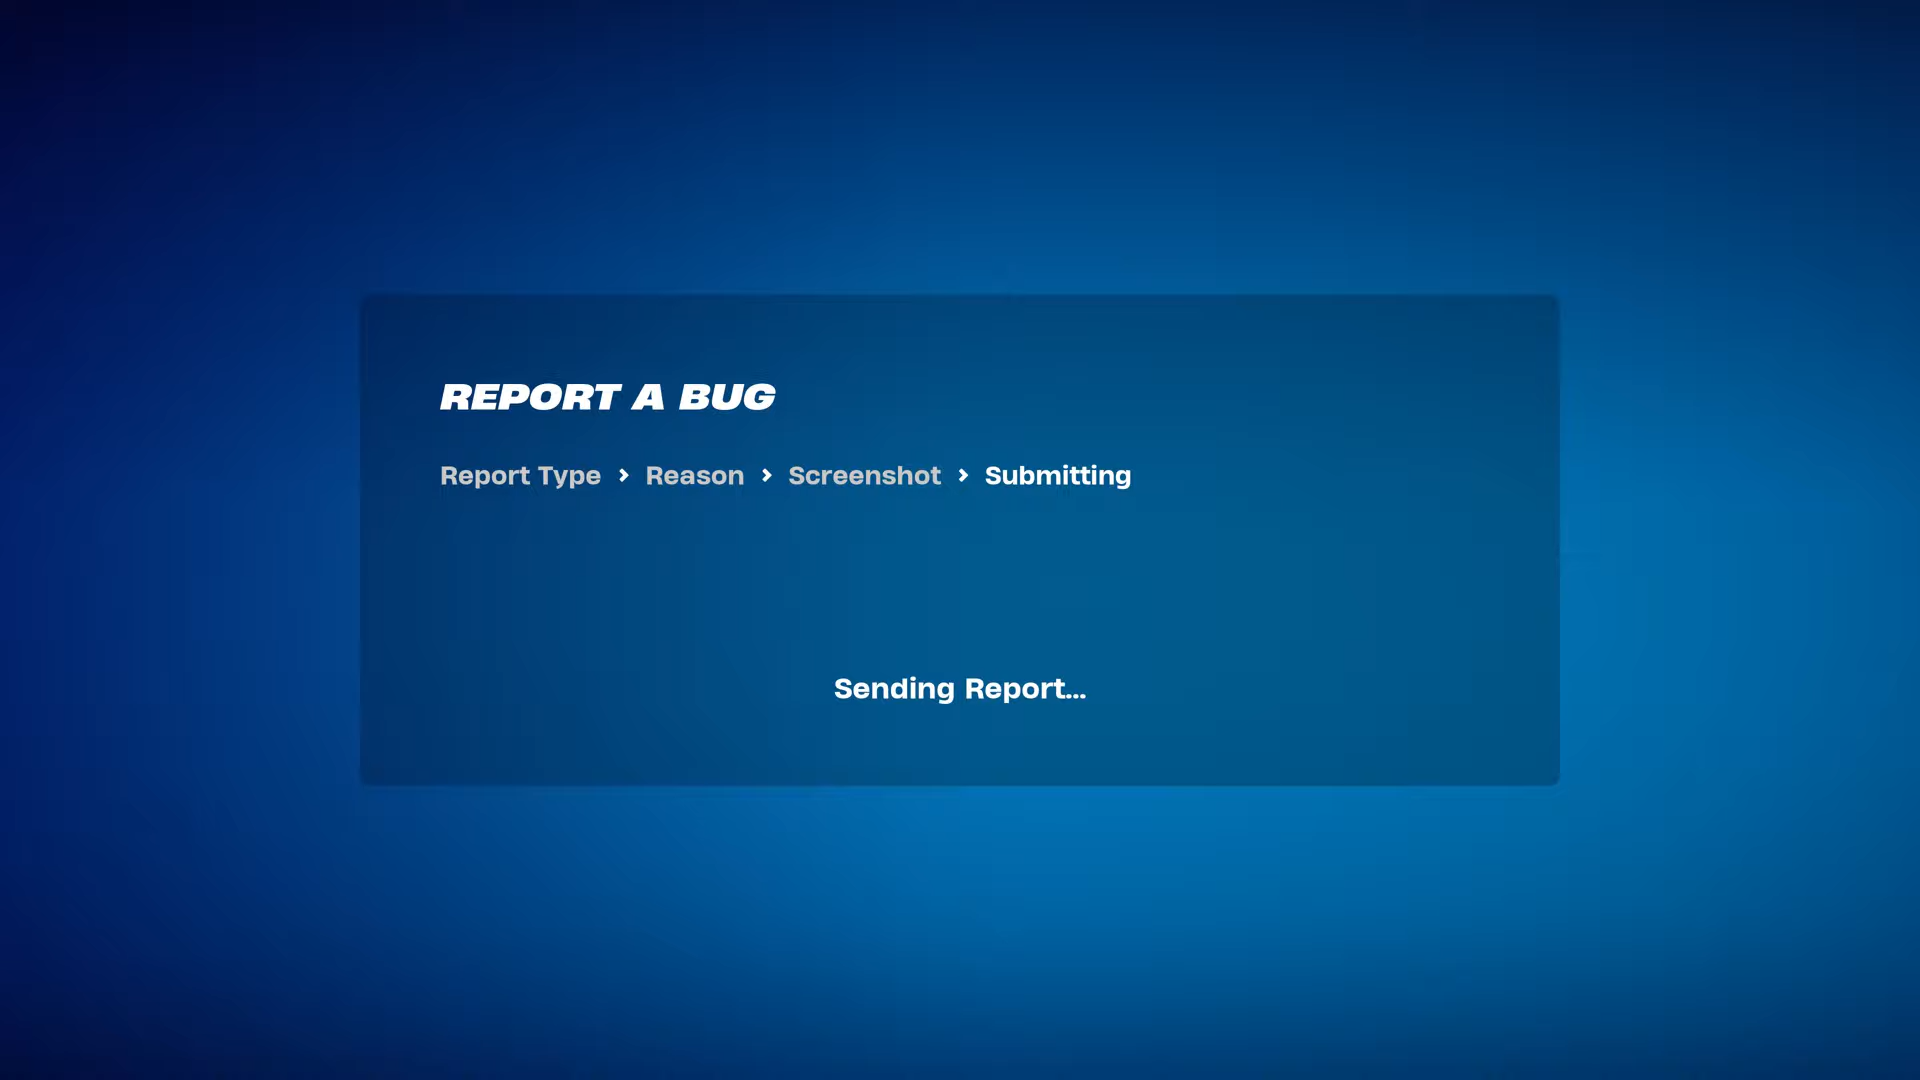 REPORT A BUG
Report Type › Reason › Screenshot › Submitting
Sending Report...